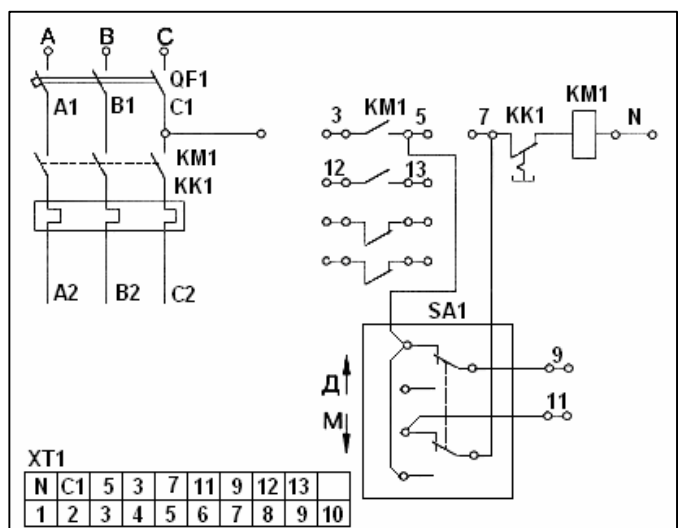 A B C
QF1
A1 B1 C1
3 KM1 5 7 KK1 KM1 N
KM1
KK1
12 13
A2 B2 C2
SA1
Д 9
М 11
XT1
N C1 5 3 7 11 9 12 13
1 2 3 4 5 6 7 8 9 10